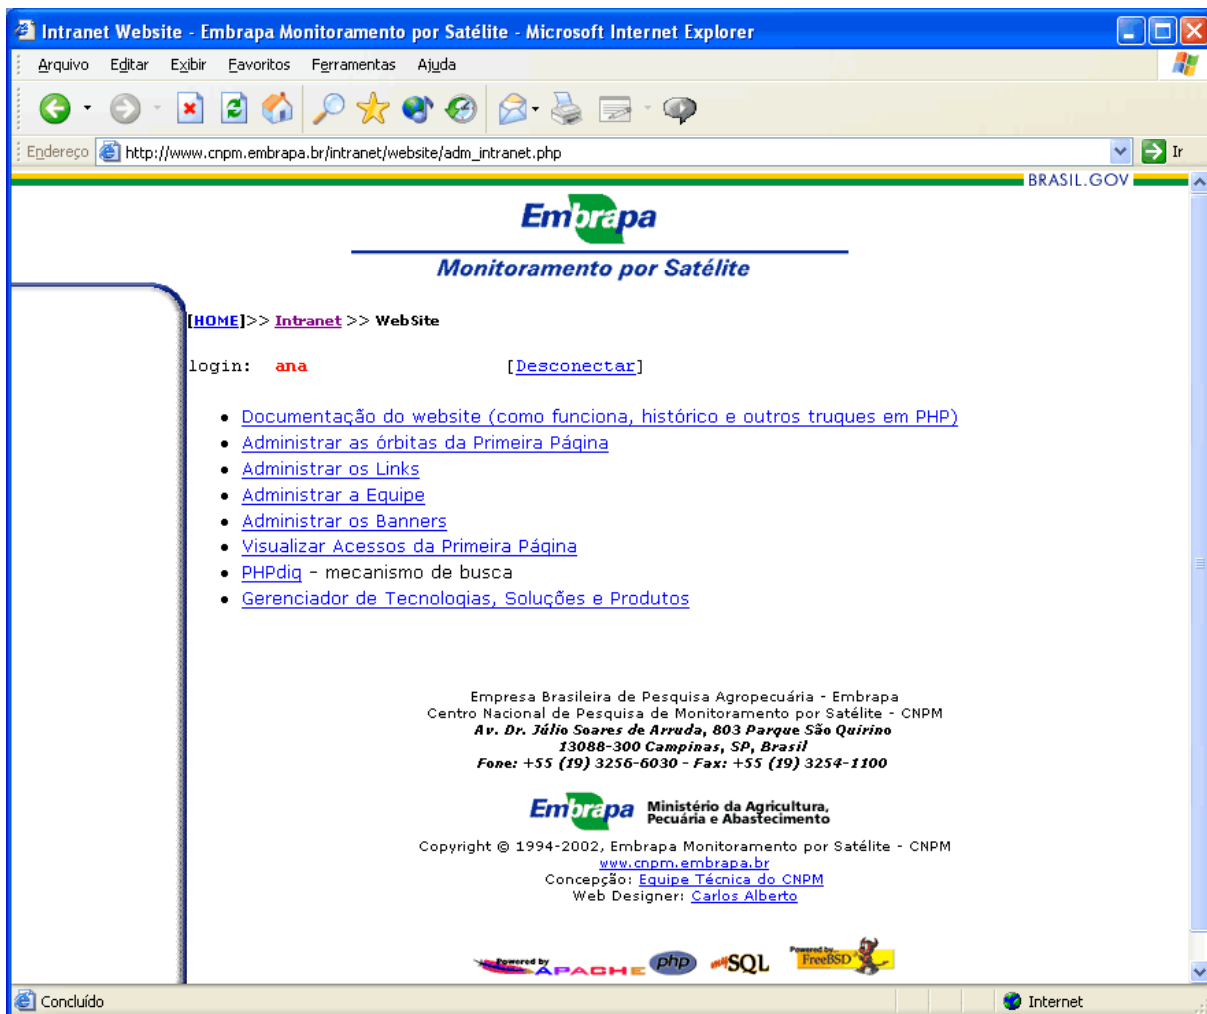 Intranet Website - Embrapa Monitoramento por Satélite - Microsoft Internet Explorer
Arquivo Editar Exibir Favoritos Ferramentas Ajuda
Endereço http://www.cnpm.embrapa.br/intranet/website/adm_intranet.php Ir
BRASIL.GOV
Embrapa
Monitoramento por Satélite
[HOME]>> Intranet >> WebSite
login: ana [Desconectar]
• Documentação do website (como funciona, histórico e outros truques em PHP)
• Administrar as órbitas da Primeira Página
• Administrar os Links
• Administrar a Equipe
• Administrar os Banners
• Visualizar Acessos da Primeira Página
• PHPdig - mecanismo de busca
• Gerenciador de Tecnologias, Soluções e Produtos
Empresa Brasileira de Pesquisa Agropecuária - Embrapa
Centro Nacional de Pesquisa de Monitoramento por Satélite - CNPM
Av. Dr. Júlio Soares de Arruda, 803 Parque São Quirino
13088-300 Campinas, SP, Brasil
Fone: +55 (19) 3256-6030 - Fax: +55 (19) 3254-1100
Embrapa Ministério da Agricultura,
Pecuária e Abastecimento
Copyright © 1994-2002, Embrapa Monitoramento por Satélite - CNPM
www.cnpm.embrapa.br
Concepção: Equipe Técnica do CNPM
Web Designer: Carlos Alberto
Powered by APACHE php mySQL Powered by FreeBSD
Concluído Internet